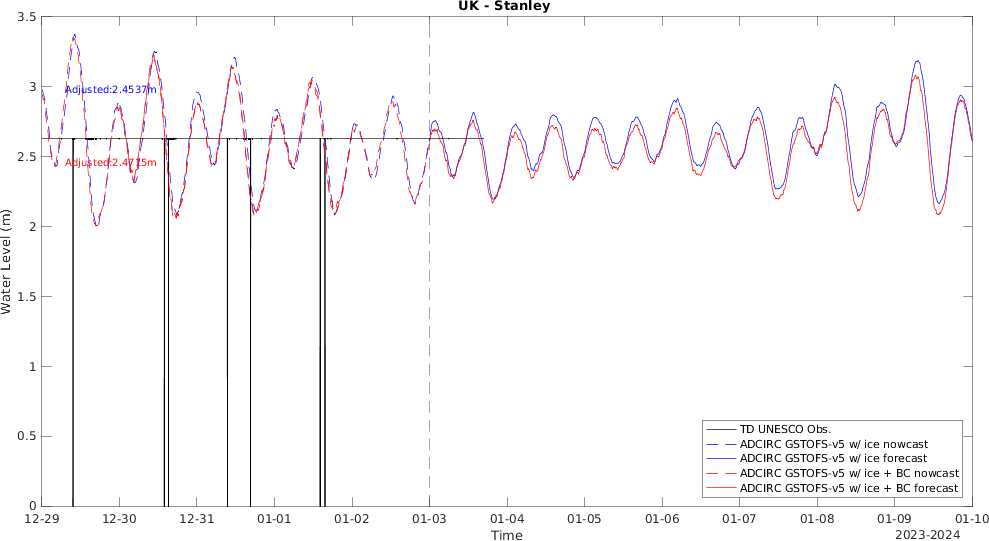 UK - Stanley
3.5
3
2.5
2
1.5
1
0.5
0
Water Level (m)
Adjusted:2.4537m
Adjusted:2.4715m
TD UNESCO Obs.
ADCIRC GSTOFS-v5 w/ ice nowcast
ADCIRC GSTOFS-v5 w/ ice forecast
ADCIRC GSTOFS-v5 w/ ice + BC nowcast
ADCIRC GSTOFS-v5 w/ ice + BC forecast
12-29 12-30 12-31 01-01 01-02 01-03 01-04 01-05 01-06 01-07 01-08 01-09 01-10
Time
2023-2024